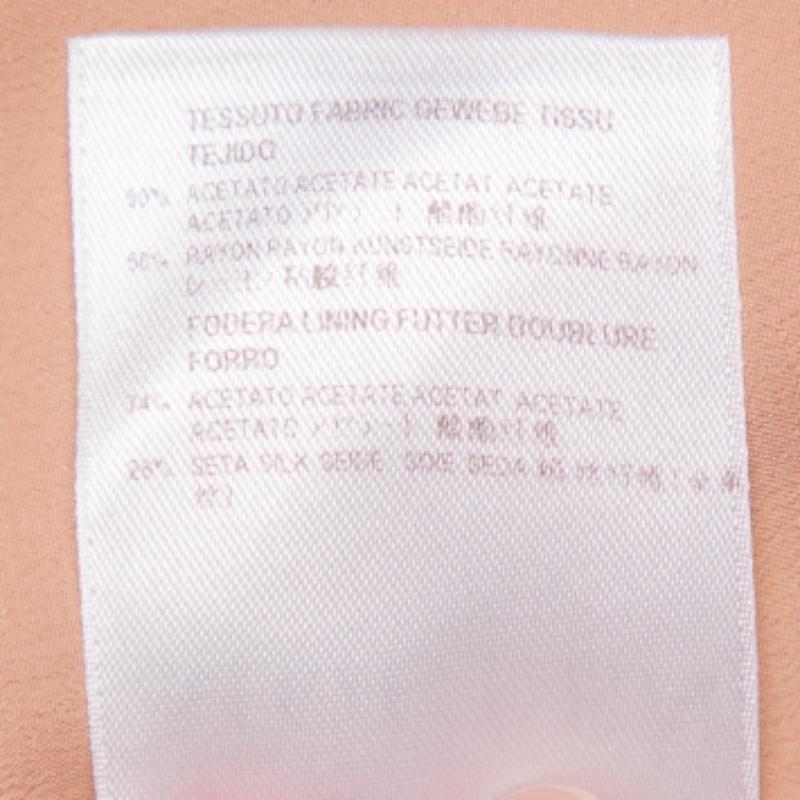 TESSUTO FABRIC GEWEBE TISSU
TEJIDO
50% ACETATO ACETATE ACETAT ACETATE
ACETATO アセテート 醋酯纤维
50% RAYON RAYON KUNSTSEIDE RAYONNE RAYON
レーヨン 粘胶纤维
FODERA LINING FUTTER DOUBLURE
FORRO
74% ACETATO ACETATE ACETAT ACETATE
ACETATO アセテート 醋酯纤维
26% SETA SILK SEIDE SOIE SEDA 絹